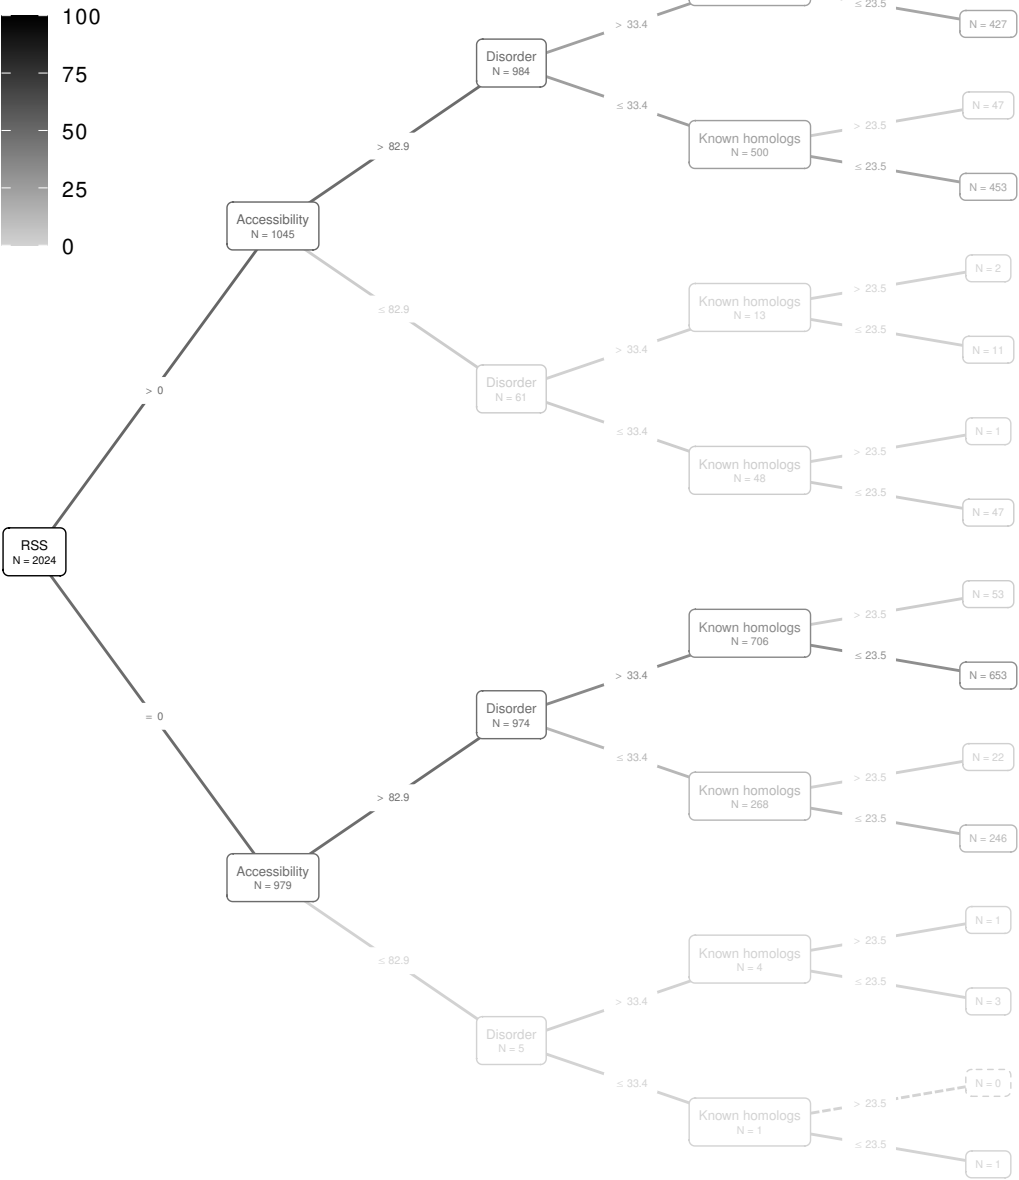 100
75
50
25
0
RSS
N = 2024
> 0
= 0
Accessibility
N = 1045
> 82.9
≤ 82.9
Disorder
N = 984
> 33.4
≤ 33.4
≤ 23.5
N = 427
Known homologs
N = 500
> 23.5
N = 47
≤ 23.5
N = 453
Disorder
N = 61
> 33.4
≤ 33.4
Known homologs
N = 13
> 23.5
N = 2
≤ 23.5
N = 11
Known homologs
N = 48
> 23.5
N = 1
≤ 23.5
N = 47
Accessibility
N = 979
> 82.9
≤ 82.9
Disorder
N = 974
> 33.4
≤ 33.4
Known homologs
N = 706
> 23.5
N = 53
≤ 23.5
N = 653
Known homologs
N = 268
> 23.5
N = 22
≤ 23.5
N = 246
Disorder
N = 5
> 33.4
≤ 33.4
Known homologs
N = 4
> 23.5
N = 1
≤ 23.5
N = 3
Known homologs
N = 1
> 23.5
N = 0
≤ 23.5
N = 1